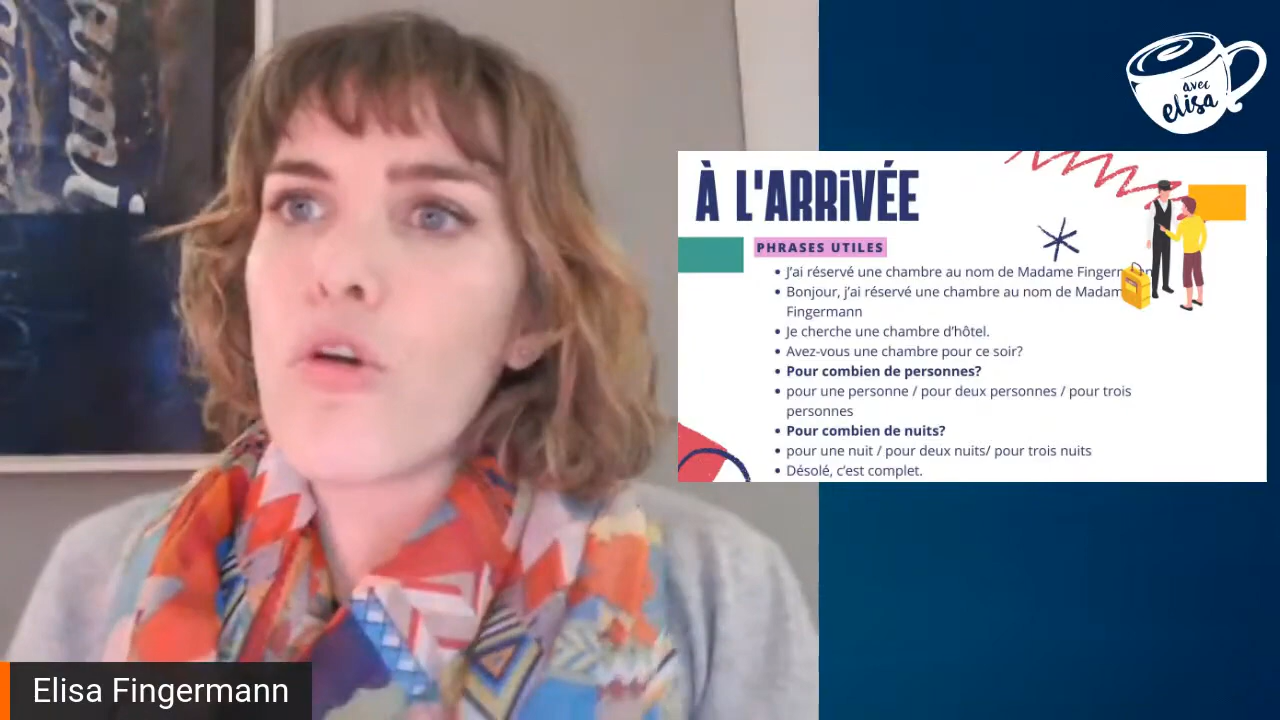 avec
elisa
À L'ARRiVÉE
PHRASES UTILES
J'ai réservé une chambre au nom de Madame Fingermann
Bonjour, j'ai réservé une chambre au nom de Madame
Fingermann
Je cherche une chambre d'hôtel.
Avez-vous une chambre pour ce soir?
Pour combien de personnes?
pour une personne / pour deux personnes / pour trois
personnes
Pour combien de nuits?
pour une nuit / pour deux nuits/ pour trois nuits
Désolé, c'est complet.
Elisa Fingermann